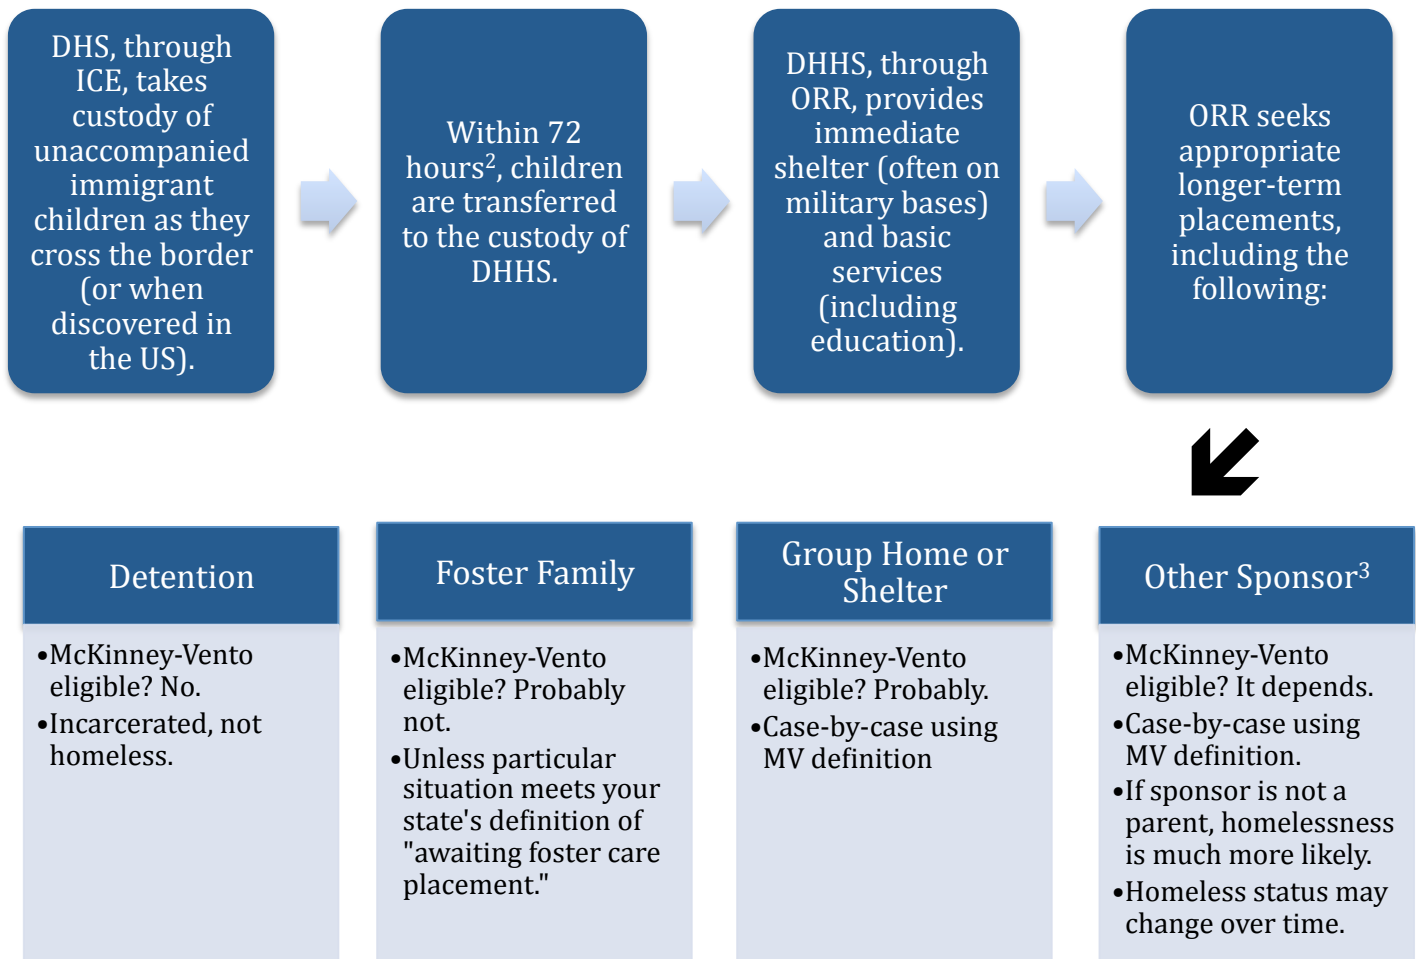 DHS, through
ICE, takes
custody of
unaccompanied
immigrant
children as they
cross the border
(or when
discovered in
the US).
Within 72
hours², children
are transferred
to the custody of
DHHS.
DHHS, through
ORR, provides
immediate
shelter (often on
military bases)
and basic
services
(including
education).
ORR seeks
appropriate
longer-term
placements,
including the
following:
Detention
•McKinney-Vento
eligible? No.
•Incarcerated, not
homeless.
Foster Family
•McKinney-Vento
eligible? Probably
not.
•Unless particular
situation meets your
state's definition of
"awaiting foster care
placement."
Group Home or
Shelter
•McKinney-Vento
eligible? Probably.
•Case-by-case using
MV definition
Other Sponsor³
•McKinney-Vento
eligible? It depends.
•Case-by-case using
MV definition.
•If sponsor is not a
parent, homelessness
is much more likely.
•Homeless status may
change over time.